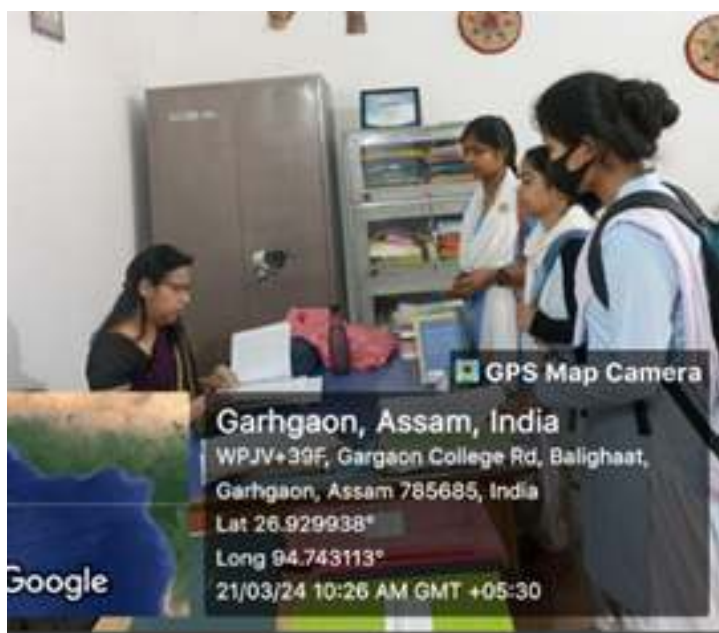 GPS Map Camera
Garhgaon, Assam, India
WPJV+39F, Gargaon College Rd, Balighaat,
Garhgaon, Assam 785685, India
Lat 26.929938°
Long 94.743113°
21/03/24 10:26 AM GMT +05:30
Google